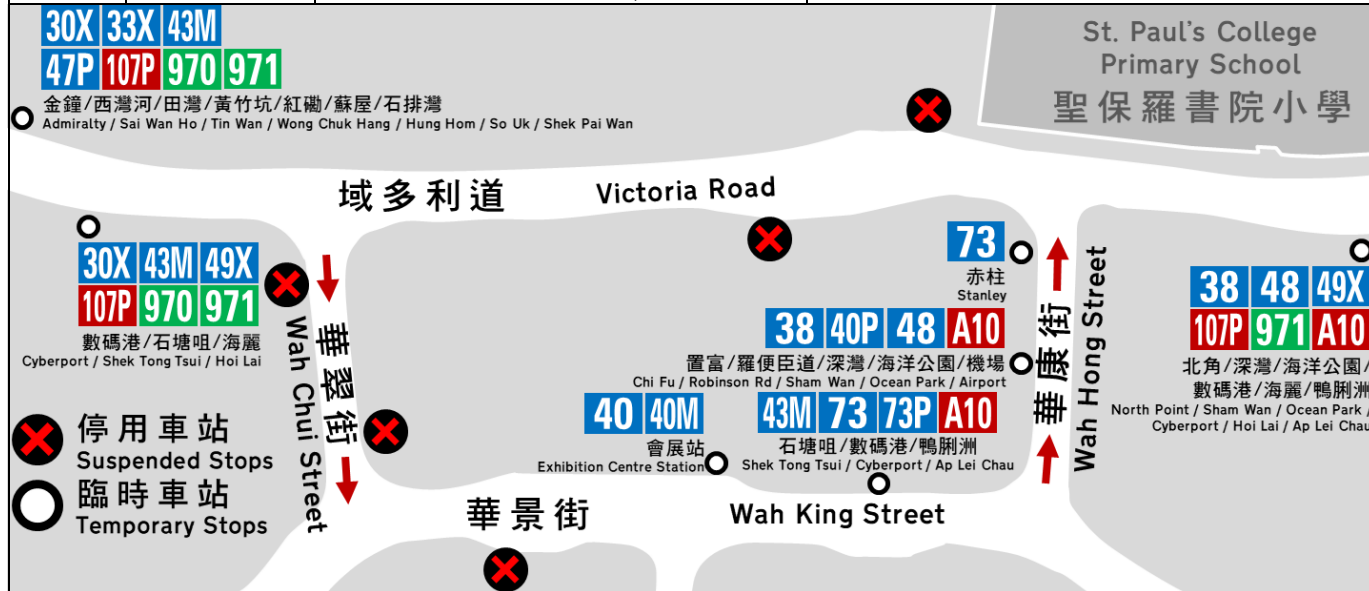 30X 33X 43M
47P 107P 970 971
金鐘/西灣河/田灣/黃竹坑/紅磡/蘇屋/石排灣
Admiralty / Sai Wan Ho / Tin Wan / Wong Chuk Hang / Hung Hom / So Uk / Shek Pai Wan
St. Paul's College
Primary School
聖保羅書院小學
域多利道 Victoria Road
30X 43M 49X
107P 970 971
數碼港/石塘咀/海麗
Cyberport / Shek Tong Tsui / Hoi Lai
華翠街
Wah Chui Street
73
赤柱
Stanley
38 40P 48 A10
置富/羅便臣道/深灣/海洋公園/機場
Chi Fu / Robinson Rd / Sham Wan / Ocean Park / Airport
40 40M
會展站
Exhibition Centre Station
43M 73 73P A10
石塘咀/數碼港/鴨脷洲
Shek Tong Tsui / Cyberport / Ap Lei Chau
華康街
Wah Hong Street
38 48 49X
107P 971 A10
北角/深灣/海洋公園/
數碼港/海麗/鴨脷洲
North Point / Sham Wan / Ocean Park /
Cyberport / Hoi Lai / Ap Lei Chau
停用車站
Suspended Stops
臨時車站
Temporary Stops
華景街 Wah King Street